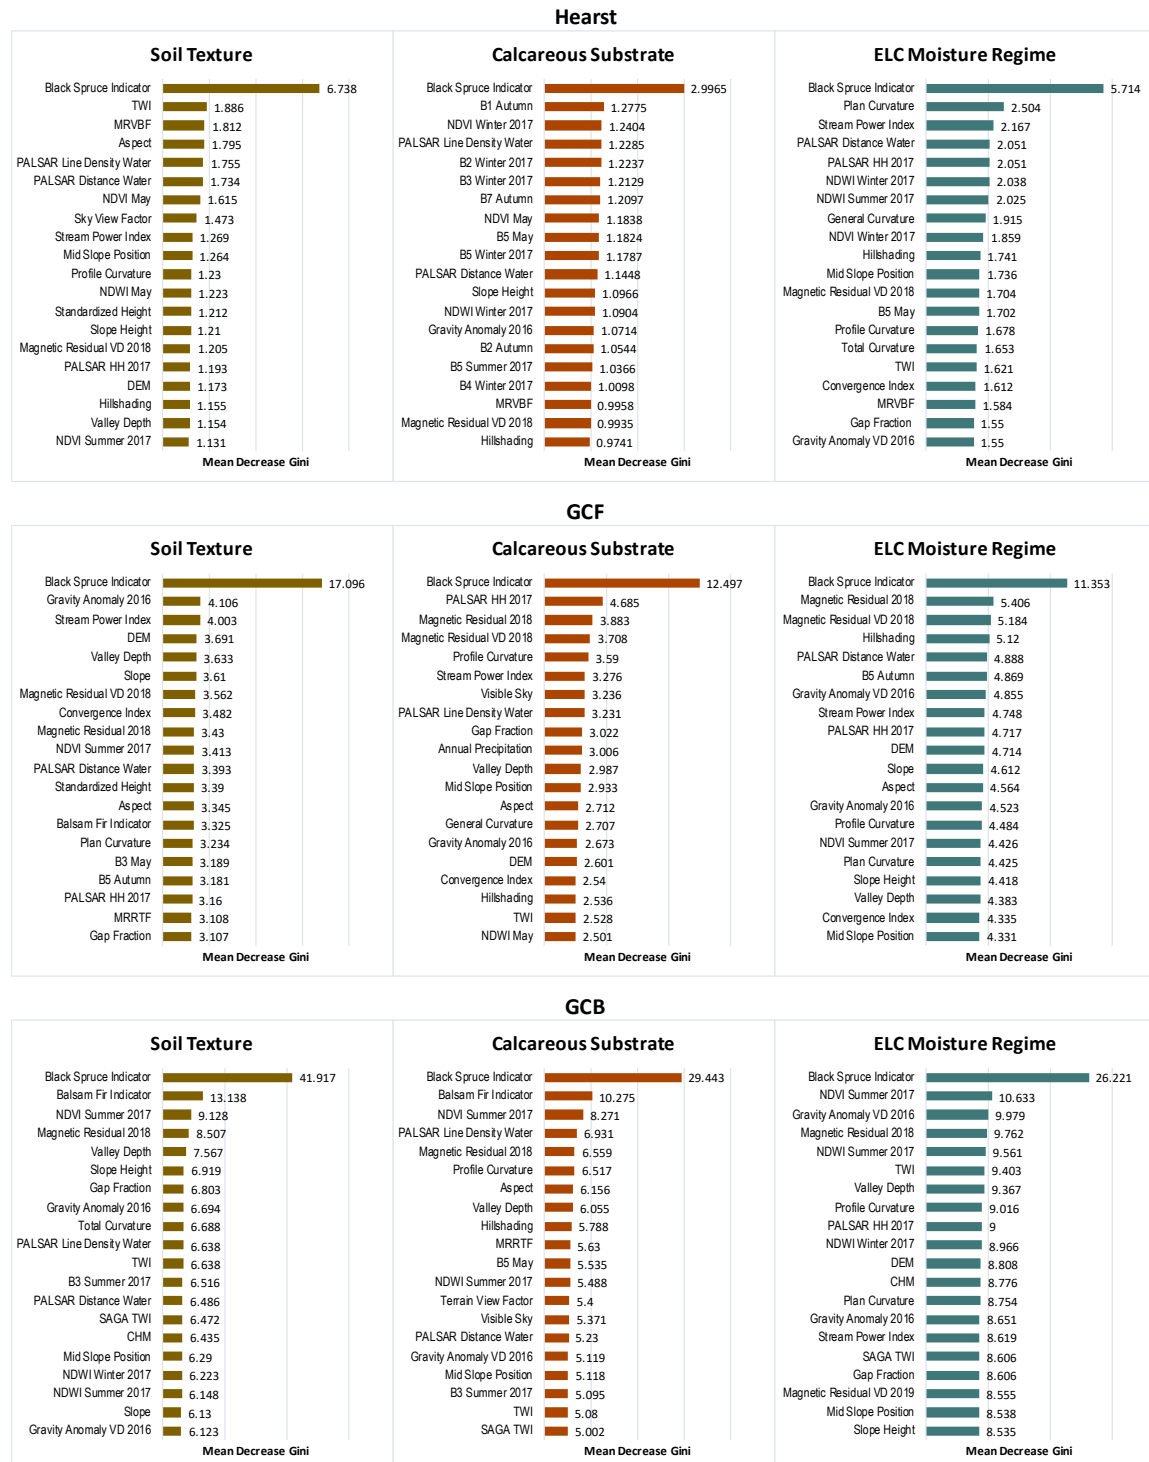 Hearst
Soil Texture
Black Spruce Indicator 6.738
TWI 1.886
MRVBF 1.812
Aspect 1.795
PALSAR Line Density Water 1.755
PALSAR Distance Water 1.734
NDVI May 1.615
Sky View Factor 1.473
Stream Power Index 1.269
Mid Slope Position 1.264
Profile Curvature 1.23
NDWI May 1.223
Standardized Height 1.212
Slope Height 1.21
Magnetic Residual VD 2018 1.205
PALSAR HH 2017 1.193
DEM 1.173
Hillshading 1.155
Valley Depth 1.154
NDVI Summer 2017 1.131
Mean Decrease Gini
Calcareous Substrate
Black Spruce Indicator 2.9965
B1 Autumn 1.2775
NDVI Winter 2017 1.2404
PALSAR Line Density Water 1.2285
B2 Winter 2017 1.2237
B3 Winter 2017 1.2129
B7 Autumn 1.2097
NDVI May 1.1838
B5 May 1.1824
B5 Winter 2017 1.1787
PALSAR Distance Water 1.1448
Slope Height 1.0966
NDWI Winter 2017 1.0904
Gravity Anomaly 2016 1.0714
B2 Autumn 1.0544
B5 Summer 2017 1.0366
B4 Winter 2017 1.0098
MRVBF 0.9958
Magnetic Residual VD 2018 0.9935
Hillshading 0.9741
Mean Decrease Gini
ELC Moisture Regime
Black Spruce Indicator 5.714
Plan Curvature 2.504
Stream Power Index 2.167
PALSAR Distance Water 2.051
PALSAR HH 2017 2.051
NDWI Winter 2017 2.038
NDWI Summer 2017 2.025
General Curvature 1.915
NDVI Winter 2017 1.859
Hillshading 1.741
Mid Slope Position 1.736
Magnetic Residual VD 2018 1.704
B5 May 1.702
Profile Curvature 1.678
Total Curvature 1.653
TWI 1.621
Convergence Index 1.612
MRVBF 1.584
Gap Fraction 1.55
Gravity Anomaly VD 2016 1.55
Mean Decrease Gini
GCF
Soil Texture
Black Spruce Indicator 17.096
Gravity Anomaly 2016 4.106
Stream Power Index 4.003
DEM 3.691
Valley Depth 3.633
Slope 3.61
Magnetic Residual VD 2018 3.562
Convergence Index 3.482
Magnetic Residual 2018 3.43
NDVI Summer 2017 3.413
PALSAR Distance Water 3.393
Standardized Height 3.39
Aspect 3.345
Balsam Fir Indicator 3.325
Plan Curvature 3.234
B3 May 3.189
B5 Autumn 3.181
PALSAR HH 2017 3.16
MRRTF 3.108
Gap Fraction 3.107
Mean Decrease Gini
Calcareous Substrate
Black Spruce Indicator 12.497
PALSAR HH 2017 4.685
Magnetic Residual 2018 3.883
Magnetic Residual VD 2018 3.708
Profile Curvature 3.59
Stream Power Index 3.276
Visible Sky 3.236
PALSAR Line Density Water 3.231
Gap Fraction 3.022
Annual Precipitation 3.006
Valley Depth 2.987
Mid Slope Position 2.933
Aspect 2.712
General Curvature 2.707
Gravity Anomaly 2016 2.673
DEM 2.601
Convergence Index 2.54
Hillshading 2.536
TWI 2.528
NDWI May 2.501
Mean Decrease Gini
ELC Moisture Regime
Black Spruce Indicator 11.353
Magnetic Residual 2018 5.406
Magnetic Residual VD 2018 5.184
Hillshading 5.12
PALSAR Distance Water 4.888
B5 Autumn 4.869
Gravity Anomaly VD 2016 4.855
Stream Power Index 4.748
PALSAR HH 2017 4.717
DEM 4.714
Slope 4.612
Aspect 4.564
Gravity Anomaly 2016 4.523
Profile Curvature 4.484
NDVI Summer 2017 4.426
Plan Curvature 4.425
Slope Height 4.418
Valley Depth 4.383
Convergence Index 4.335
Mid Slope Position 4.331
Mean Decrease Gini
GCB
Soil Texture
Black Spruce Indicator 41.917
Balsam Fir Indicator 13.138
NDVI Summer 2017 9.128
Magnetic Residual 2018 8.507
Valley Depth 7.567
Slope Height 6.919
Gap Fraction 6.803
Gravity Anomaly 2016 6.694
Total Curvature 6.688
PALSAR Line Density Water 6.638
TWI 6.638
B3 Summer 2017 6.516
PALSAR Distance Water 6.486
SAGA TWI 6.472
CHM 6.435
Mid Slope Position 6.29
NDWI Winter 2017 6.223
NDWI Summer 2017 6.148
Slope 6.13
Gravity Anomaly VD 2016 6.123
Mean Decrease Gini
Calcareous Substrate
Black Spruce Indicator 29.443
Balsam Fir Indicator 10.275
NDVI Summer 2017 8.271
PALSAR Line Density Water 6.931
Magnetic Residual 2018 6.559
Profile Curvature 6.517
Aspect 6.156
Valley Depth 6.055
Hillshading 5.788
MRRTF 5.63
B5 May 5.535
NDWI Summer 2017 5.488
Terrain View Factor 5.4
Visible Sky 5.371
PALSAR Distance Water 5.23
Gravity Anomaly VD 2016 5.119
Mid Slope Position 5.118
B3 Summer 2017 5.095
TWI 5.08
SAGA TWI 5.002
Mean Decrease Gini
ELC Moisture Regime
Black Spruce Indicator 26.221
NDVI Summer 2017 10.633
Gravity Anomaly VD 2016 9.979
Magnetic Residual 2018 9.762
NDWI Summer 2017 9.561
TWI 9.403
Valley Depth 9.367
Profile Curvature 9.016
PALSAR HH 2017 9
NDWI Winter 2017 8.966
DEM 8.808
CHM 8.776
Plan Curvature 8.754
Gravity Anomaly 2016 8.651
Stream Power Index 8.619
SAGA TWI 8.606
Gap Fraction 8.606
Magnetic Residual VD 2019 8.555
Mid Slope Position 8.538
Slope Height 8.535
Mean Decrease Gini